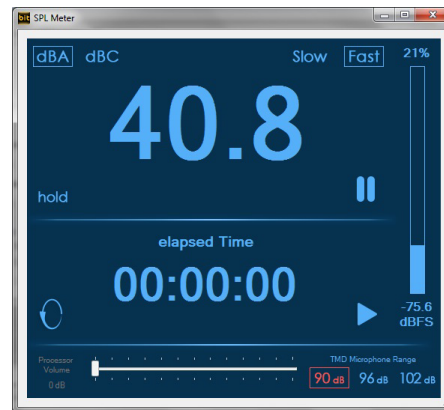 bit SPL Meter
dBA dBC Slow Fast 21%
40.8
hold
elapsed Time
00:00:00
-75.6
dBFS
Processor
Volume
0 dB
TMD Microphone Range
90 dB 96 dB 102 dB